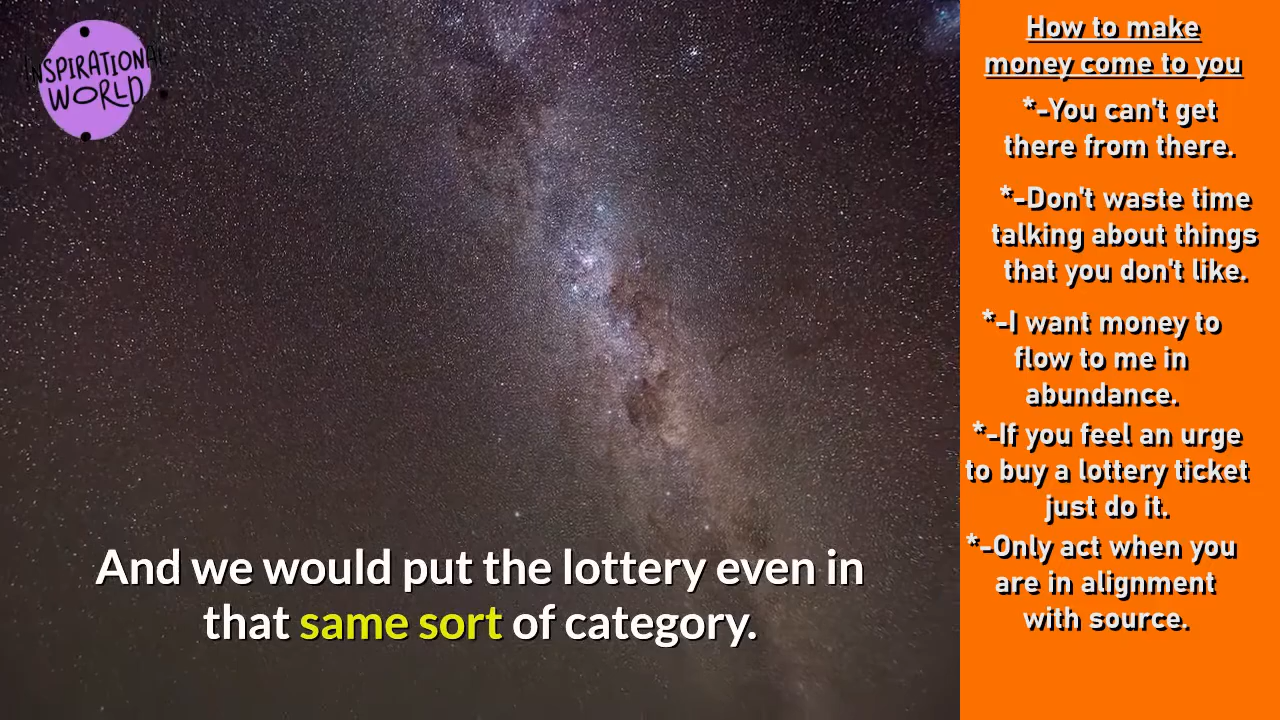 INSPIRATIONAL
WORLD
How to make
money come to you
*-You can't get
there from there.
*-Don't waste time
talking about things
that you don't like.
*-I want money to
flow to me in
abundance.
*-If you feel an urge
to buy a lottery ticket
just do it.
*-Only act when you
are in alignment
with source.
And we would put the lottery even in
that same sort of category.